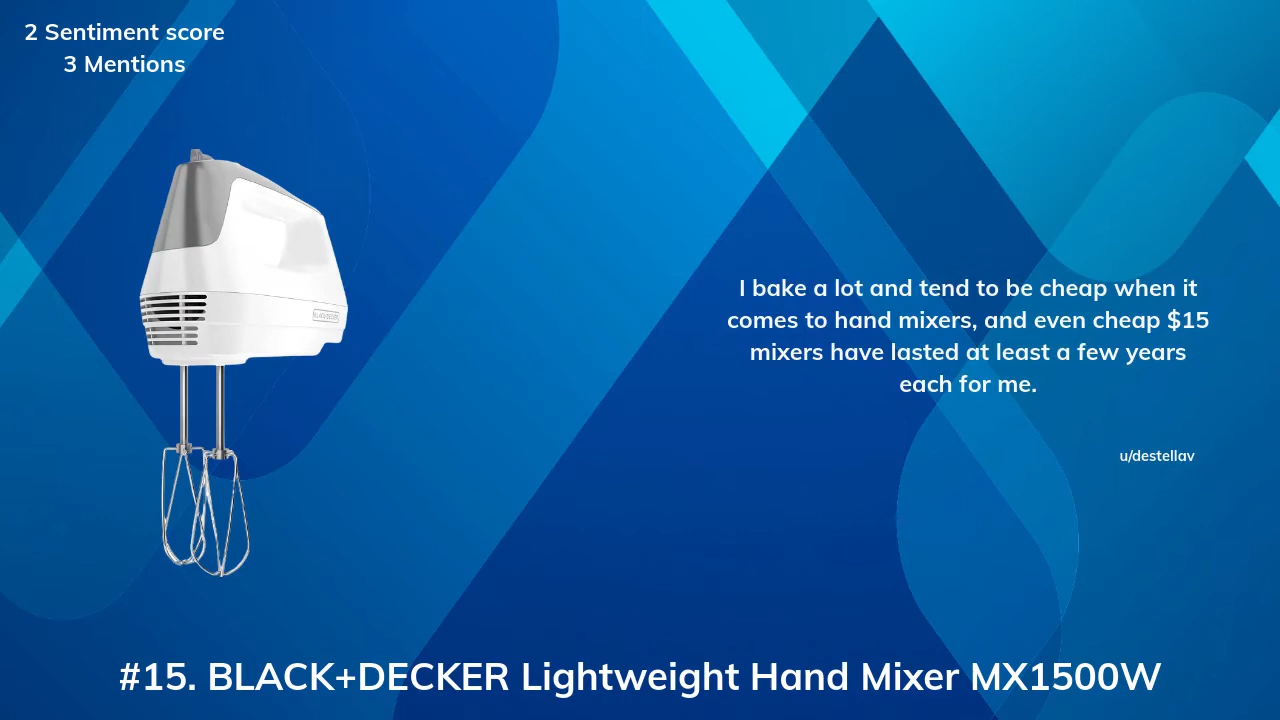 2 Sentiment score
3 Mentions
BLACK+DECKER
I bake a lot and tend to be cheap when it
comes to hand mixers, and even cheap $15
mixers have lasted at least a few years
each for me.
u/destellav
#15. BLACK+DECKER Lightweight Hand Mixer MX1500W